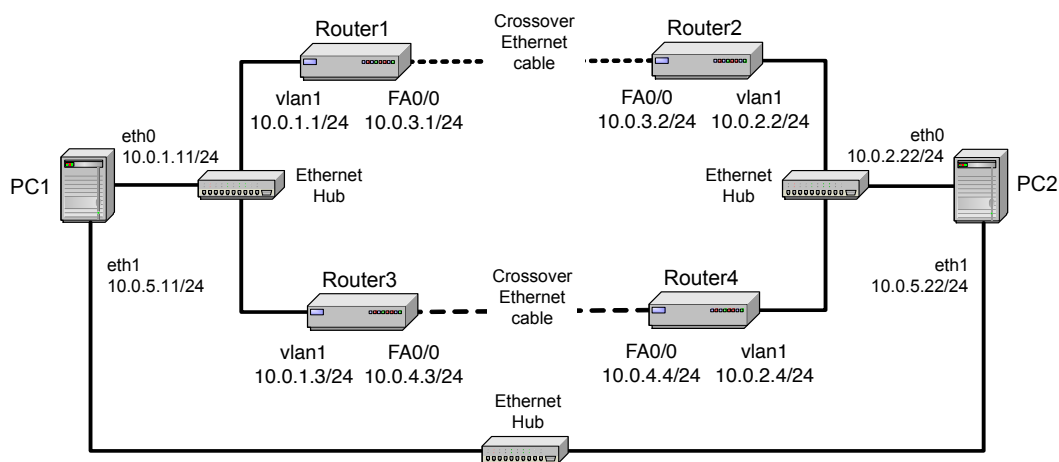 Router1
Crossover
Ethernet
cable
Router2
vlan1
10.0.1.1/24
FA0/0
10.0.3.1/24
FA0/0
10.0.3.2/24
vlan1
10.0.2.2/24
eth0
10.0.1.11/24
PC1
Ethernet
Hub
Ethernet
Hub
eth0
10.0.2.22/24
PC2
eth1
10.0.5.11/24
Router3
Crossover
Ethernet
cable
Router4
eth1
10.0.5.22/24
vlan1
10.0.1.3/24
FA0/0
10.0.4.3/24
FA0/0
10.0.4.4/24
vlan1
10.0.2.4/24
Ethernet
Hub